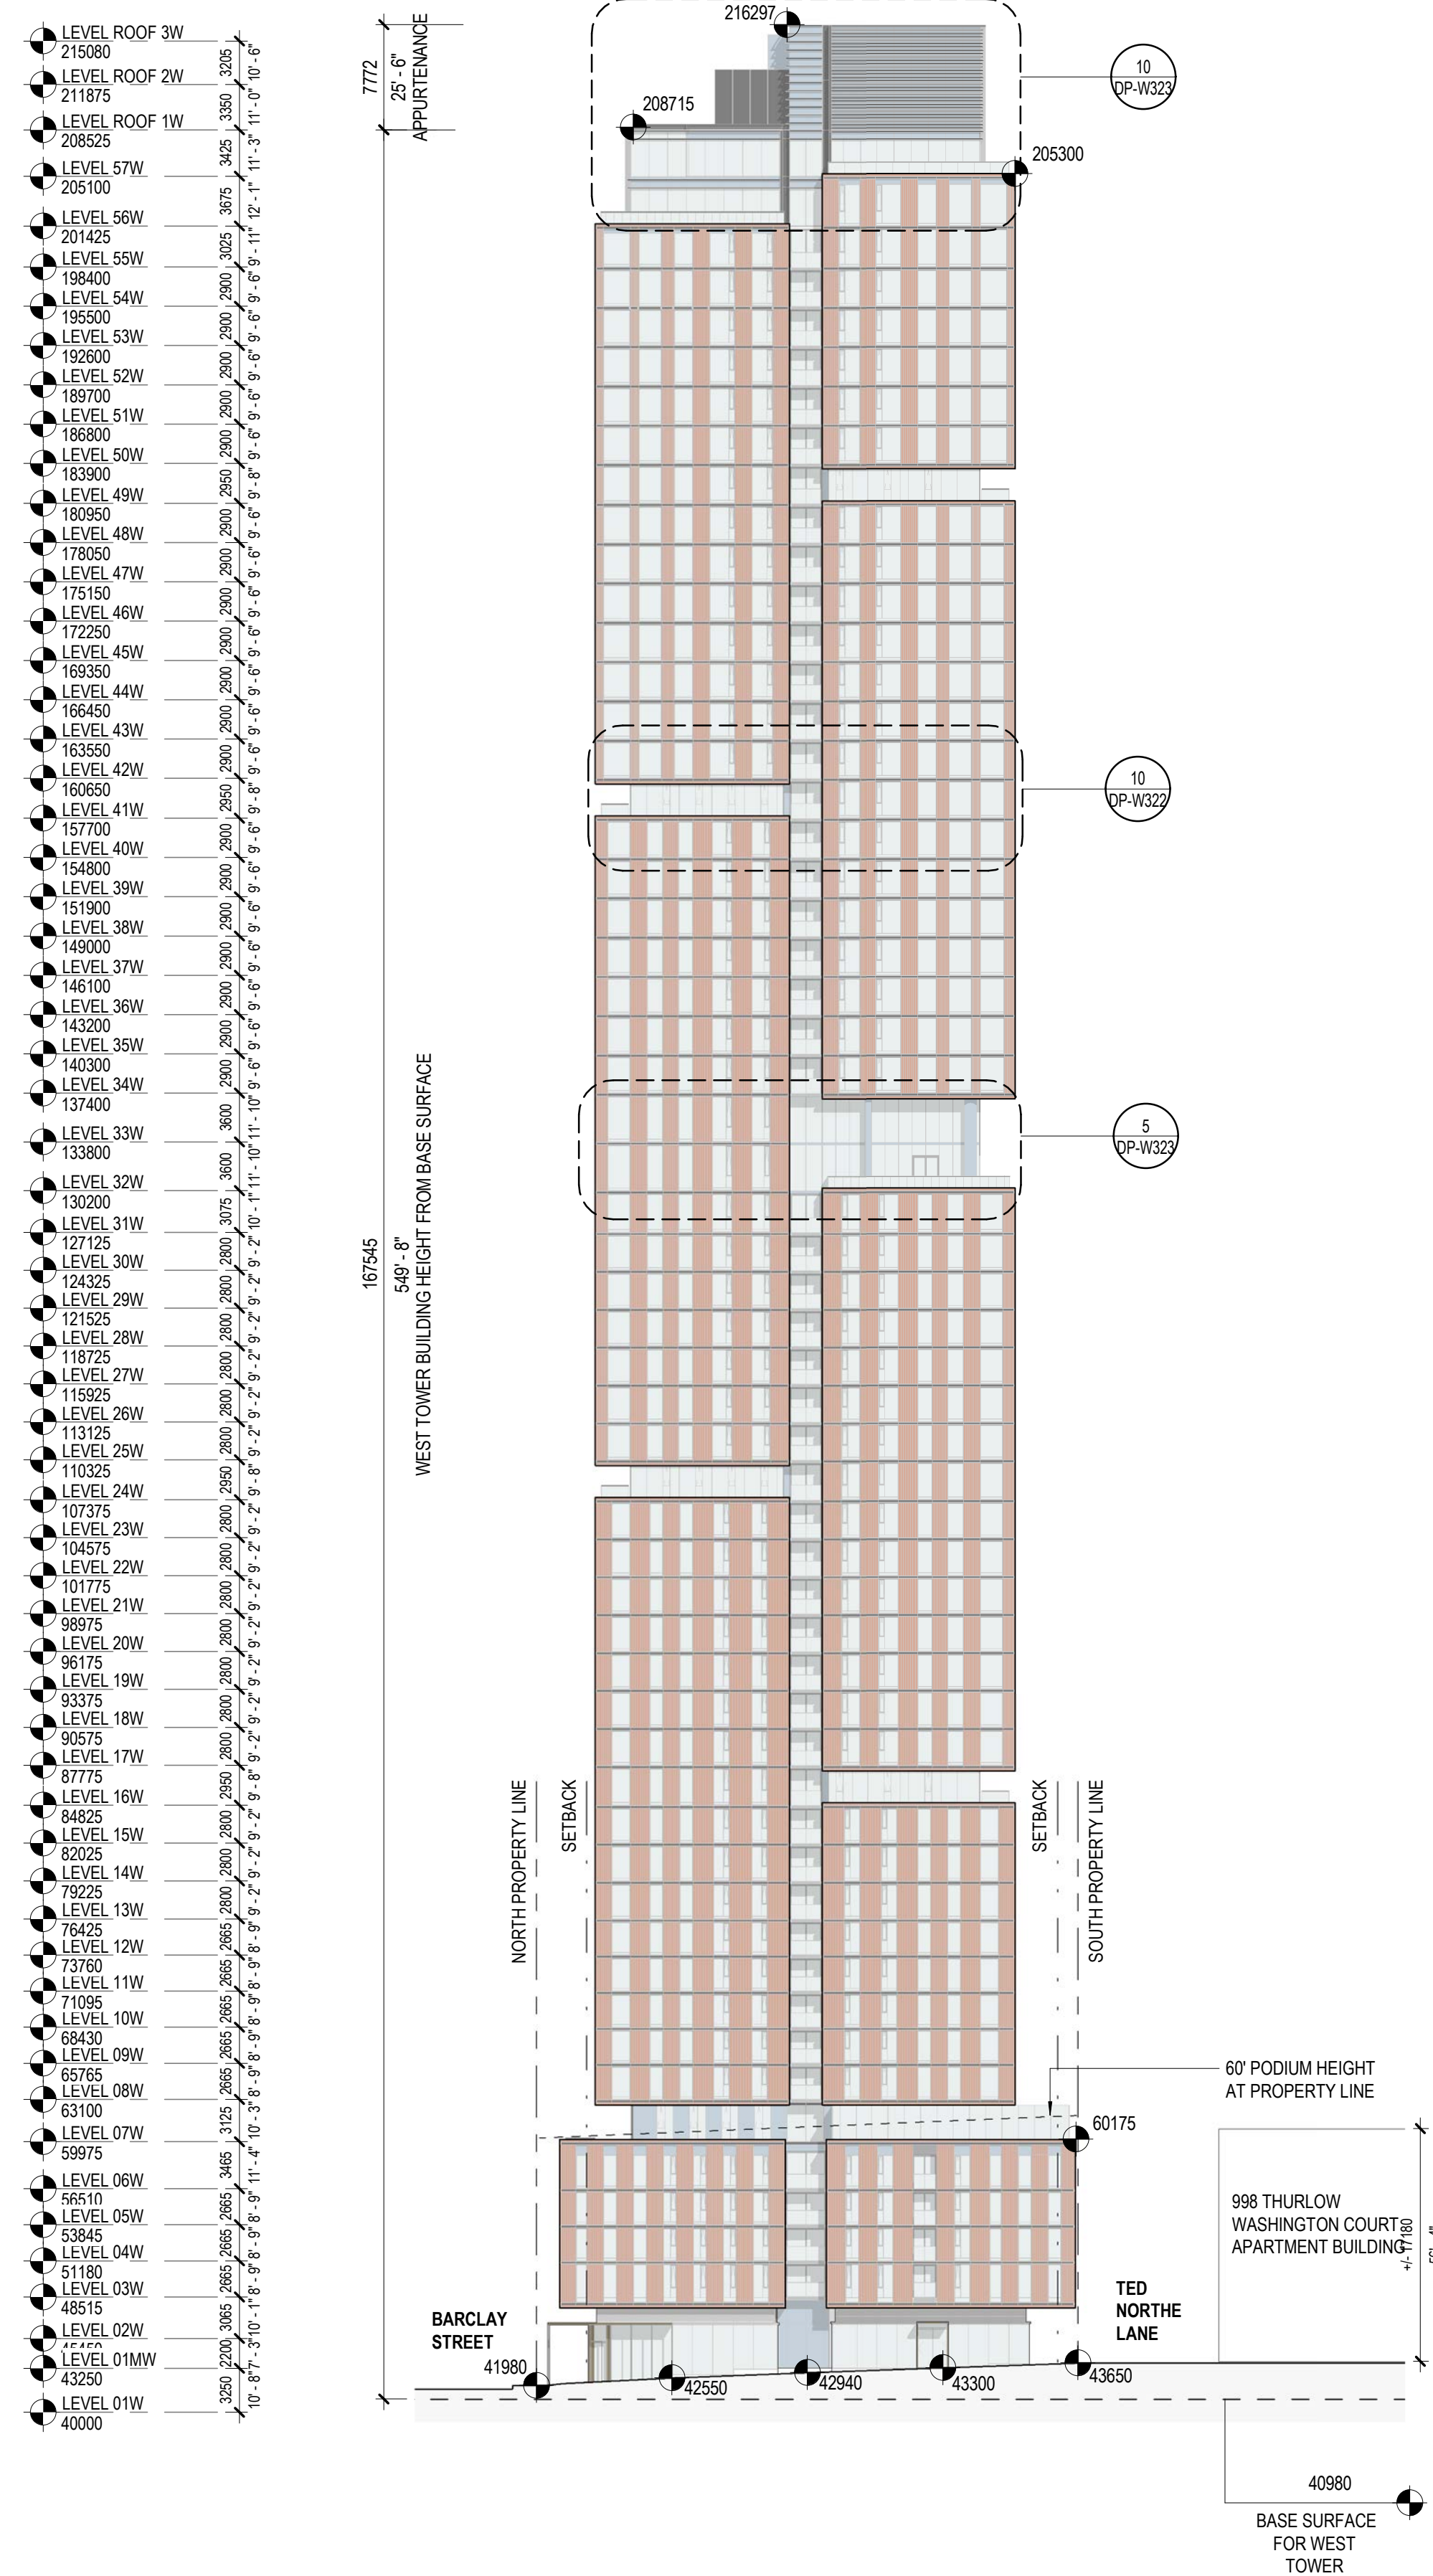 LEVEL ROOF 3W
215080
3205
10' - 6"
LEVEL ROOF 2W
211875
3350
11' - 0"
LEVEL ROOF 1W
208525
3425
11' - 3"
LEVEL 57W
205100
3675
12' - 1"
LEVEL 56W
201425
3025
9' - 11"
LEVEL 55W
198400
2900
9' - 6"
LEVEL 54W
195500
2900
9' - 6"
LEVEL 53W
192600
2900
9' - 6"
LEVEL 52W
189700
2900
9' - 6"
LEVEL 51W
186800
2900
9' - 6"
LEVEL 50W
183900
2950
9' - 8"
LEVEL 49W
180950
2900
9' - 6"
LEVEL 48W
178050
2900
9' - 6"
LEVEL 47W
175150
2900
9' - 6"
LEVEL 46W
172250
2900
9' - 6"
LEVEL 45W
169350
2900
9' - 6"
LEVEL 44W
166450
2900
9' - 6"
LEVEL 43W
163550
2900
9' - 6"
LEVEL 42W
160650
2950
9' - 8"
LEVEL 41W
157700
2900
9' - 6"
LEVEL 40W
154800
2900
9' - 6"
LEVEL 39W
151900
2900
9' - 6"
LEVEL 38W
149000
2900
9' - 6"
LEVEL 37W
146100
2900
9' - 6"
LEVEL 36W
143200
2900
9' - 6"
LEVEL 35W
140300
2900
9' - 6"
LEVEL 34W
137400
3600
11' - 10"
LEVEL 33W
133800
3600
11' - 10"
LEVEL 32W
130200
3075
10' - 1"
LEVEL 31W
127125
2800
9' - 2"
LEVEL 30W
124325
2800
9' - 2"
LEVEL 29W
121525
2800
9' - 2"
LEVEL 28W
118725
2800
9' - 2"
LEVEL 27W
115925
2800
9' - 2"
LEVEL 26W
113125
2800
9' - 2"
LEVEL 25W
110325
2950
9' - 8"
LEVEL 24W
107375
2800
9' - 2"
LEVEL 23W
104575
2800
9' - 2"
LEVEL 22W
101775
2800
9' - 2"
LEVEL 21W
98975
2800
9' - 2"
LEVEL 20W
96175
2800
9' - 2"
LEVEL 19W
93375
2800
9' - 2"
LEVEL 18W
90575
2800
9' - 2"
LEVEL 17W
87775
2950
9' - 8"
LEVEL 16W
84825
2800
9' - 2"
LEVEL 15W
82025
2800
9' - 2"
LEVEL 14W
79225
2800
9' - 2"
LEVEL 13W
76425
2665
8' - 9"
LEVEL 12W
73760
2665
8' - 9"
LEVEL 11W
71095
2665
8' - 9"
LEVEL 10W
68430
2665
8' - 9"
LEVEL 09W
65765
2665
8' - 9"
LEVEL 08W
63100
3125
10' - 3"
LEVEL 07W
59975
3465
11' - 4"
LEVEL 06W
56510
2665
8' - 9"
LEVEL 05W
53845
2665
8' - 9"
LEVEL 04W
51180
2665
8' - 9"
LEVEL 03W
48515
3065
10' - 1"
LEVEL 02W
2200
7' - 3"
LEVEL 01MW
43250
3250
10' - 8"
LEVEL 01W
40000
7772
25' - 6"
APPURTENANCE
167545
549' - 8"
WEST TOWER BUILDING HEIGHT FROM BASE SURFACE
216297
208715
205300
10
DP-W323
10
DP-W322
5
DP-W323
NORTH PROPERTY LINE
SETBACK
SETBACK
SOUTH PROPERTY LINE
60' PODIUM HEIGHT
AT PROPERTY LINE
60175
998 THURLOW
WASHINGTON COURT
APARTMENT BUILDING
+/- 17180
BARCLAY
STREET
TED
NORTHE
LANE
41980
42550
42940
43300
43650
40980
BASE SURFACE
FOR WEST
TOWER